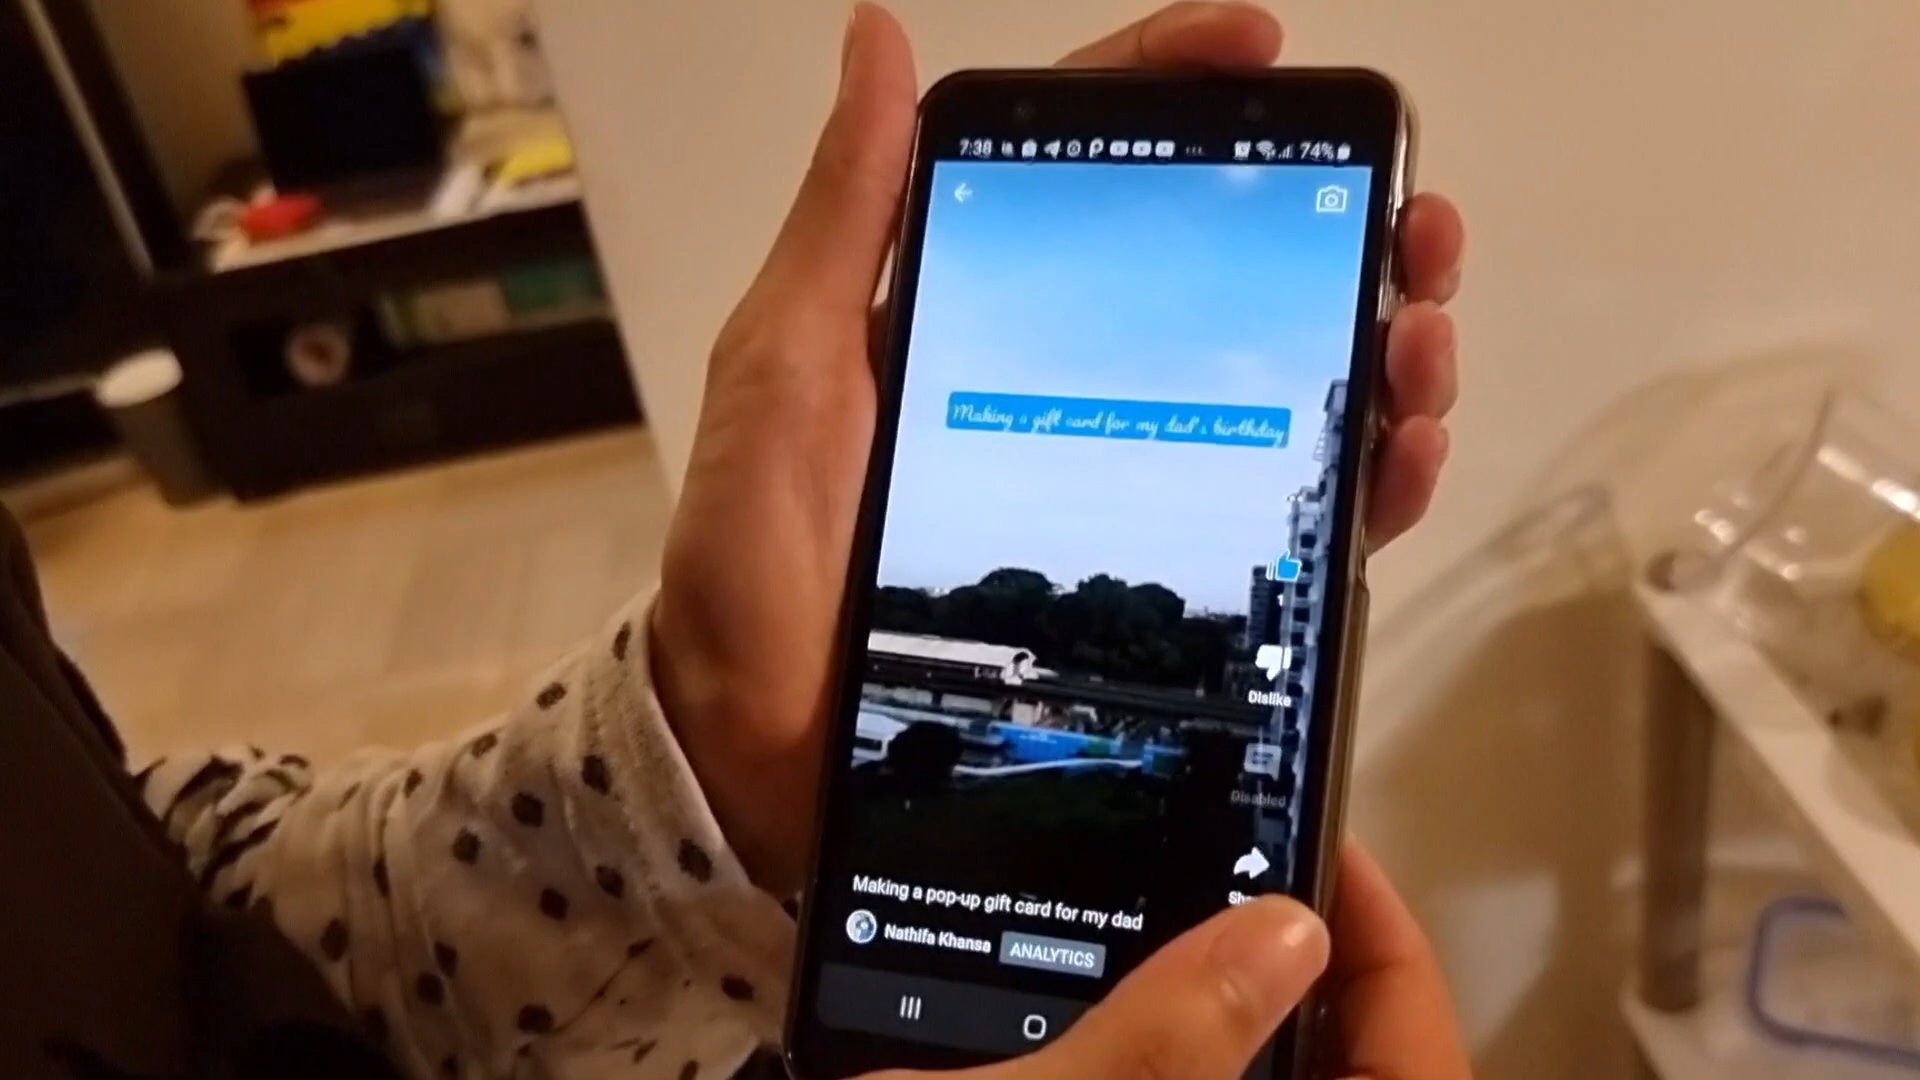 7:38
74%
Making a gift card for my dad's birthday
Dislike
Disabled
Making a pop-up gift card for my dad
Nathifa Khansa
ANALYTICS